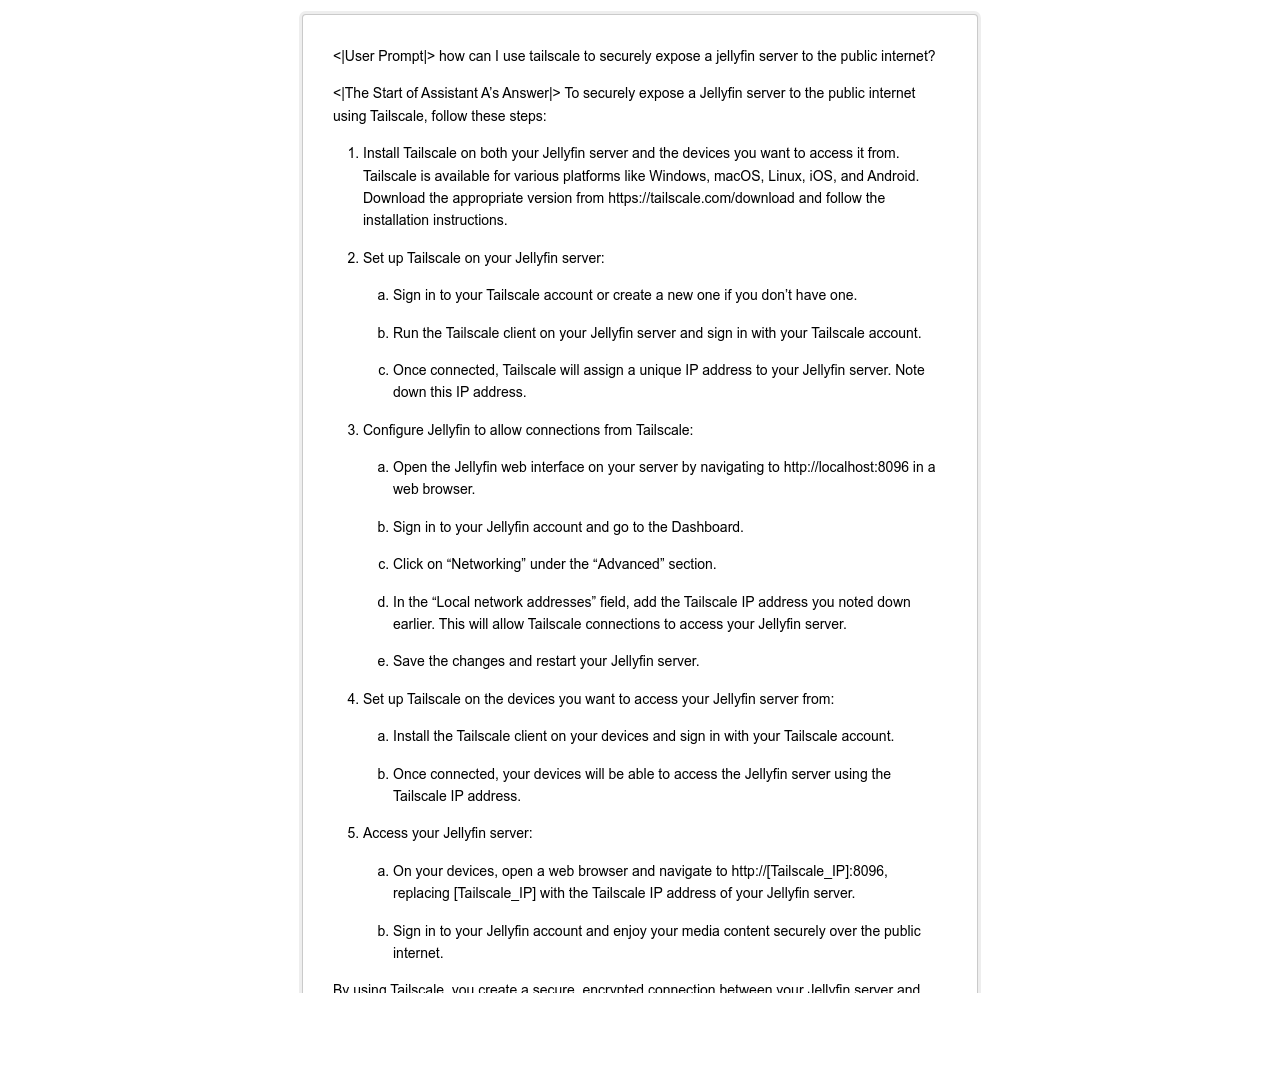 <|User Prompt|> how can I use tailscale to securely expose a jellyfin server to the public internet?
<|The Start of Assistant A’s Answer|> To securely expose a Jellyfin server to the public internet
using Tailscale, follow these steps:
1. Install Tailscale on both your Jellyfin server and the devices you want to access it from.
Tailscale is available for various platforms like Windows, macOS, Linux, iOS, and Android.
Download the appropriate version from https://tailscale.com/download and follow the
installation instructions.
2. Set up Tailscale on your Jellyfin server:
a. Sign in to your Tailscale account or create a new one if you don’t have one.
b. Run the Tailscale client on your Jellyfin server and sign in with your Tailscale account.
c. Once connected, Tailscale will assign a unique IP address to your Jellyfin server. Note
down this IP address.
3. Configure Jellyfin to allow connections from Tailscale:
a. Open the Jellyfin web interface on your server by navigating to http://localhost:8096 in a
web browser.
b. Sign in to your Jellyfin account and go to the Dashboard.
c. Click on “Networking” under the “Advanced” section.
d. In the “Local network addresses” field, add the Tailscale IP address you noted down
earlier. This will allow Tailscale connections to access your Jellyfin server.
e. Save the changes and restart your Jellyfin server.
4. Set up Tailscale on the devices you want to access your Jellyfin server from:
a. Install the Tailscale client on your devices and sign in with your Tailscale account.
b. Once connected, your devices will be able to access the Jellyfin server using the
Tailscale IP address.
5. Access your Jellyfin server:
a. On your devices, open a web browser and navigate to http://[Tailscale_IP]:8096,
replacing [Tailscale_IP] with the Tailscale IP address of your Jellyfin server.
b. Sign in to your Jellyfin account and enjoy your media content securely over the public
internet.
By using Tailscale, you create a secure, encrypted connection between your Jellyfin server and